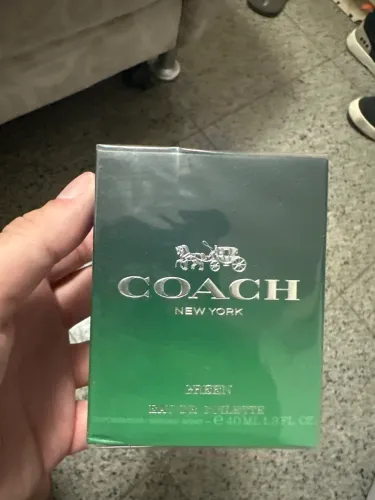 COACH
NEW YORK
GREEN
EAU DE TOILETTE
e 40 ML 1.3 FL OZ